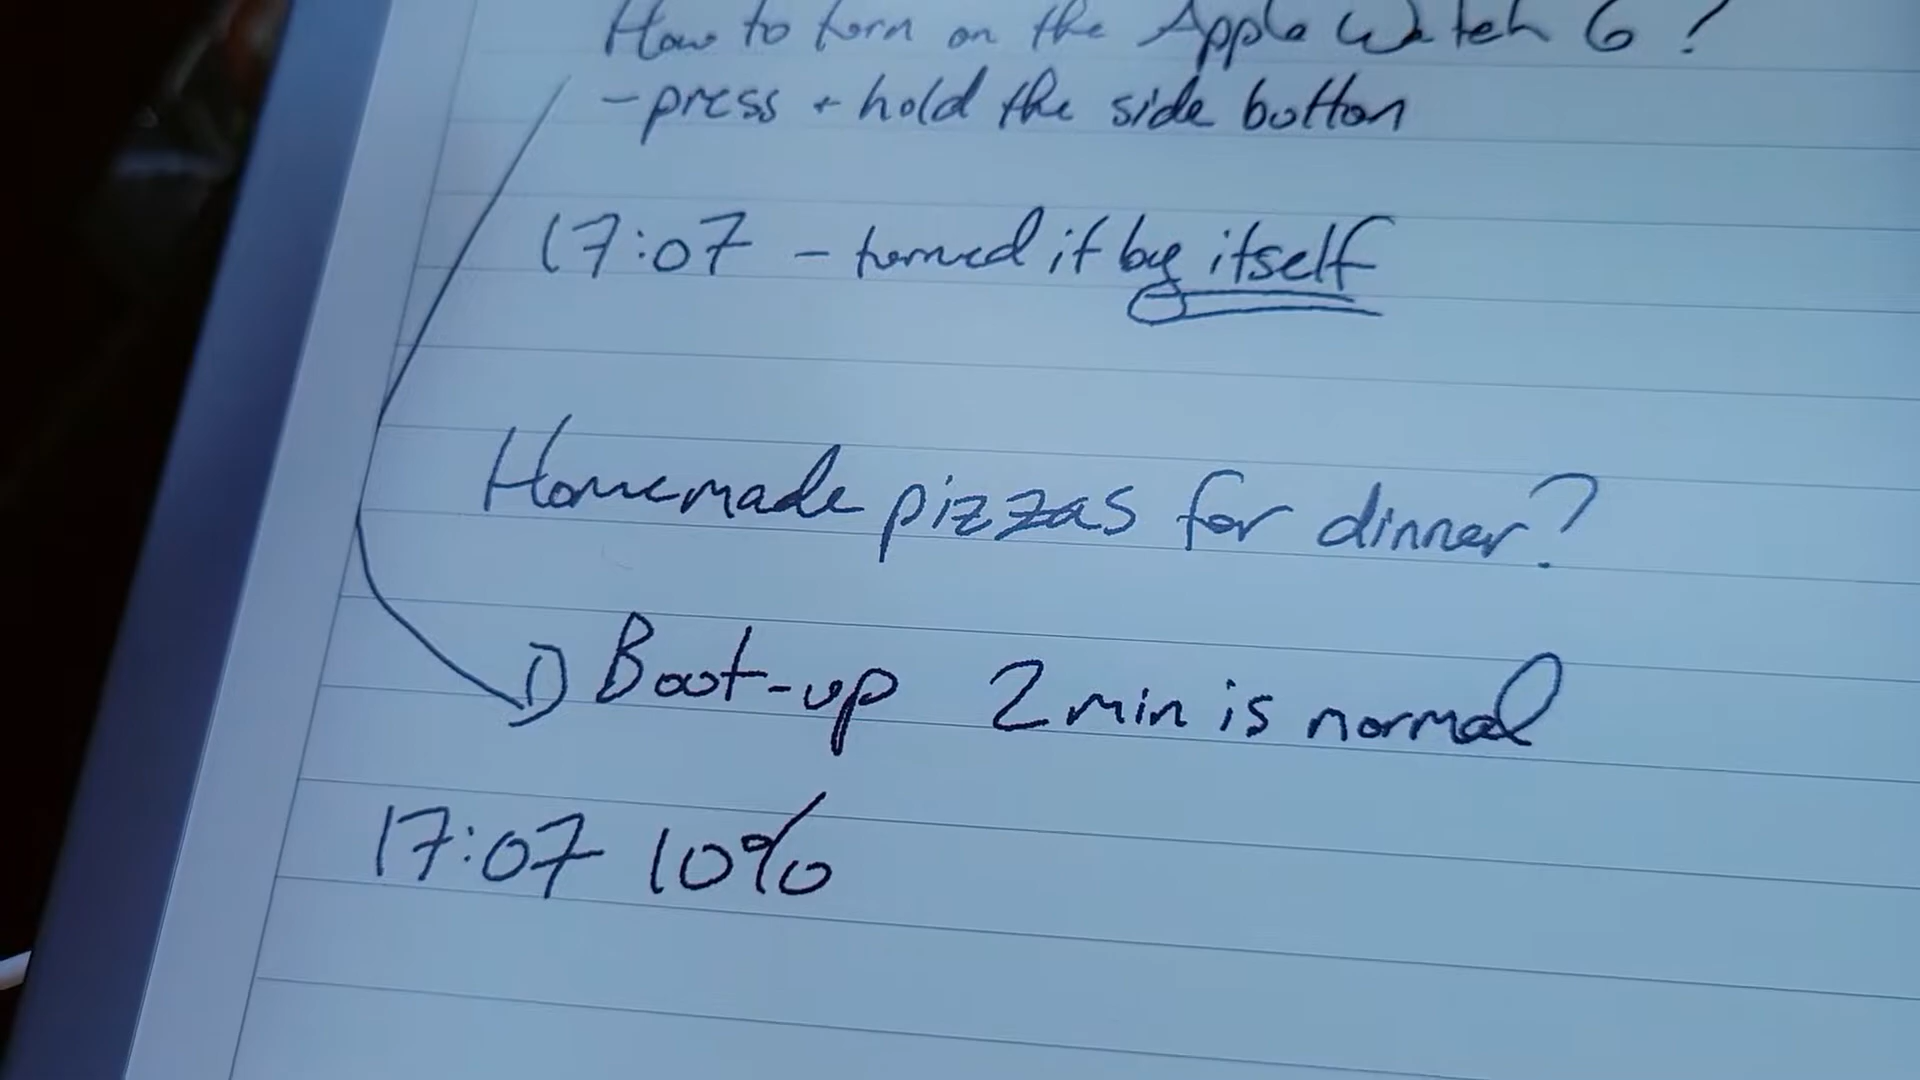 How to turn on the Apple Watch 6?
- press + hold the side button
17:07 - turned it by itself
Homemade pizzas for dinner?
1) Boot-up 2 min is normal
17:07 10%